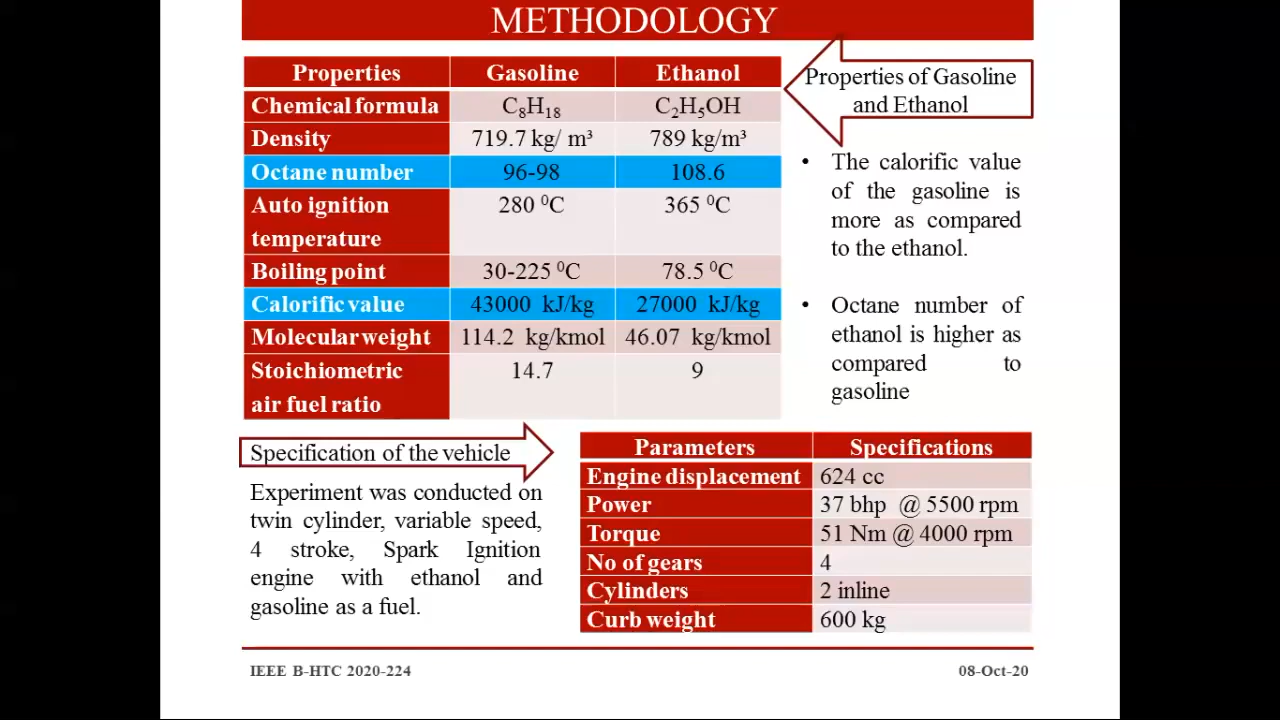 METHODOLOGY
Properties Gasoline Ethanol
Chemical formula C₈H₁₈ C₂H₅OH
Density 719.7 kg/ m³ 789 kg/m³
Octane number 96-98 108.6
Auto ignition 280 ⁰C 365 ⁰C
temperature
Boiling point 30-225 ⁰C 78.5 ⁰C
Calorific value 43000 kJ/kg 27000 kJ/kg
Molecular weight 114.2 kg/kmol 46.07 kg/kmol
Stoichiometric 14.7 9
air fuel ratio
Properties of Gasoline
and Ethanol
• The calorific value
of the gasoline is
more as compared
to the ethanol.
• Octane number of
ethanol is higher as
compared to
gasoline
Specification of the vehicle
Experiment was conducted on
twin cylinder, variable speed,
4 stroke, Spark Ignition
engine with ethanol and
gasoline as a fuel.
Parameters Specifications
Engine displacement 624 cc
Power 37 bhp @ 5500 rpm
Torque 51 Nm @ 4000 rpm
No of gears 4
Cylinders 2 inline
Curb weight 600 kg
IEEE B-HTC 2020-224 08-Oct-20